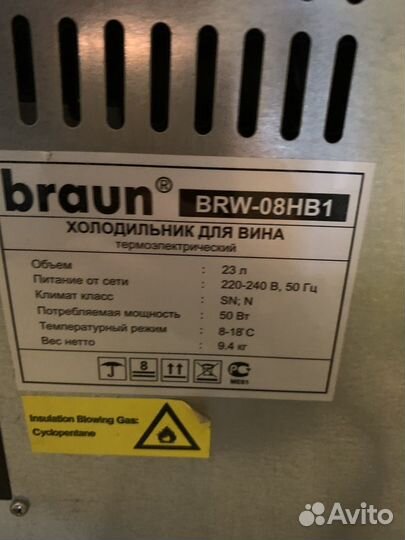 braun® BRW-08HB1
ХОЛОДИЛЬНИК ДЛЯ ВИНА
термоэлектрический
Объем : 23 л
Питание от сети : 220-240 В, 50 Гц
Климат класс : SN; N
Потребляемая мощность : 50 Вт
Температурный режим : 8-18°С
Вес нетто : 9.4 кг
8
ME61
Insulation Blowing Gas:
Cyclopentane
Avito